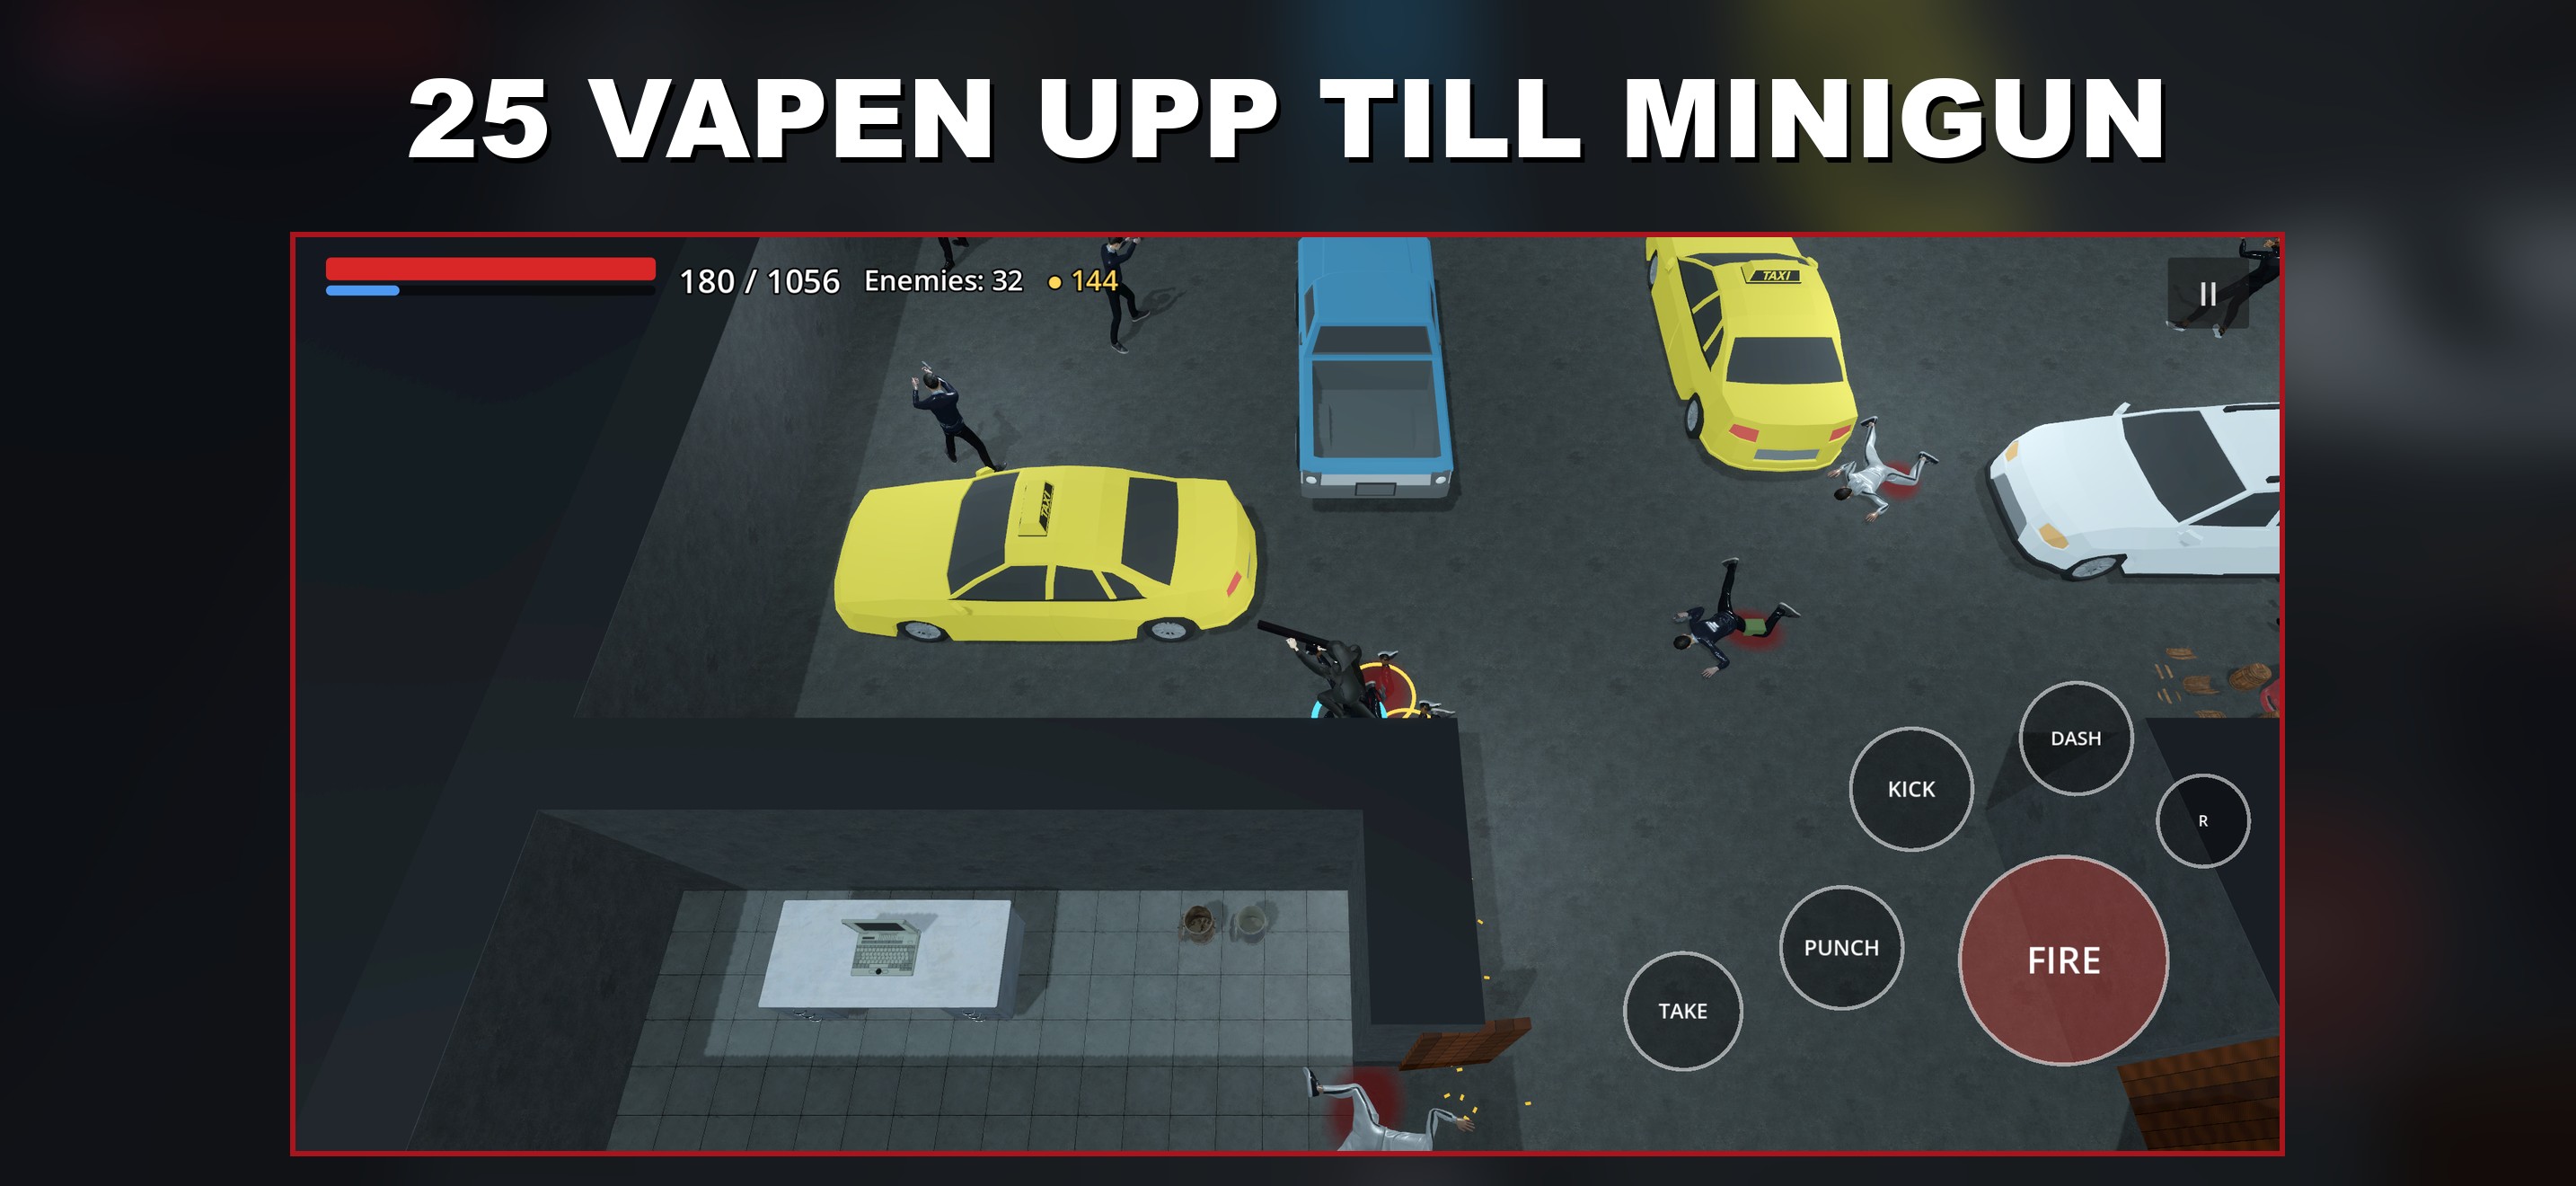 25 VAPEN UPP TILL MINIGUN
180 / 1056 Enemies: 32 144
TAXI
TAXI
DASH
KICK
R
PUNCH
FIRE
TAKE